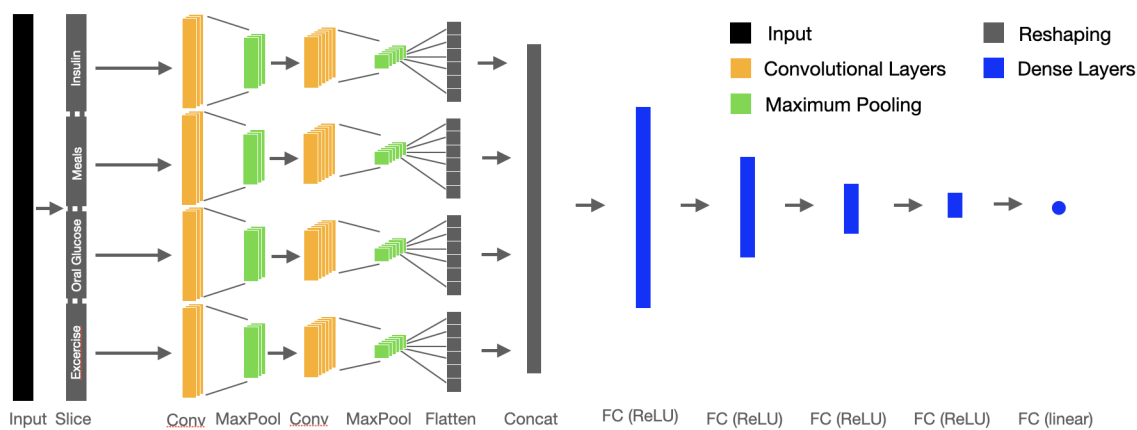 Input
Reshaping
Convolutional Layers
Dense Layers
Maximum Pooling
Insulin
Meals
Oral Glucose
Excercise
Input
Slice
Conv
MaxPool
Conv
MaxPool
Flatten
Concat
FC (ReLU)
FC (ReLU)
FC (ReLU)
FC (ReLU)
FC (linear)